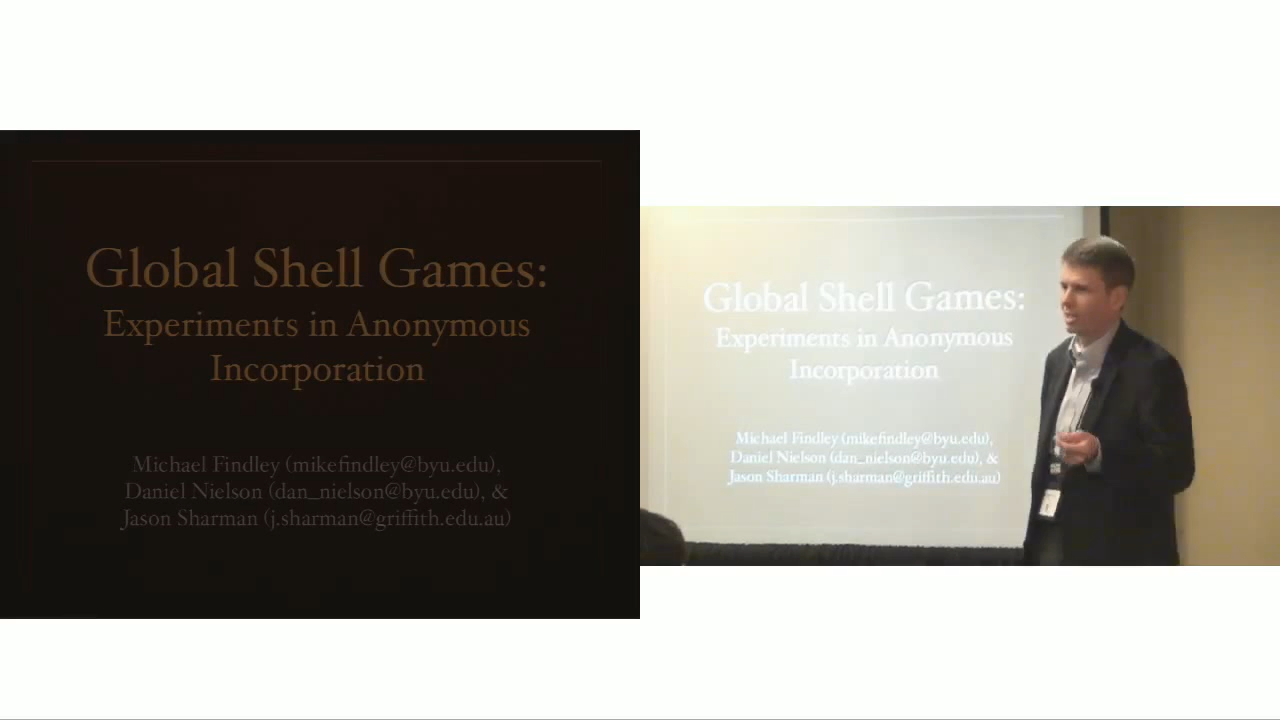 Global Shell Games:
Experiments in Anonymous
Incorporation
Michael Findley (mikefindley@byu.edu),
Daniel Nielson (dan_nielson@byu.edu), &
Jason Sharman (j.sharman@griffith.edu.au)
Global Shell Games:
Experiments in Anonymous
Incorporation
Michael Findley (mikefindley@byu.edu),
Daniel Nielson (dan_nielson@byu.edu), &
Jason Sharman (j.sharman@griffith.edu.au)